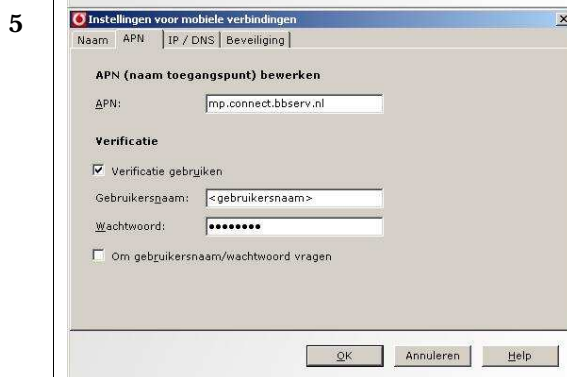 5
Instellingen voor mobiele verbindingen
Naam APN IP / DNS Beveiliging
APN (naam toegangspunt) bewerken
APN: mp.connect.bbserv.nl
Verificatie
Verificatie gebruiken
Gebruikersnaam: <gebruikersnaam>
Wachtwoord: ●●●●●●●●
Om gebruikersnaam/wachtwoord vragen
OK Annuleren Help